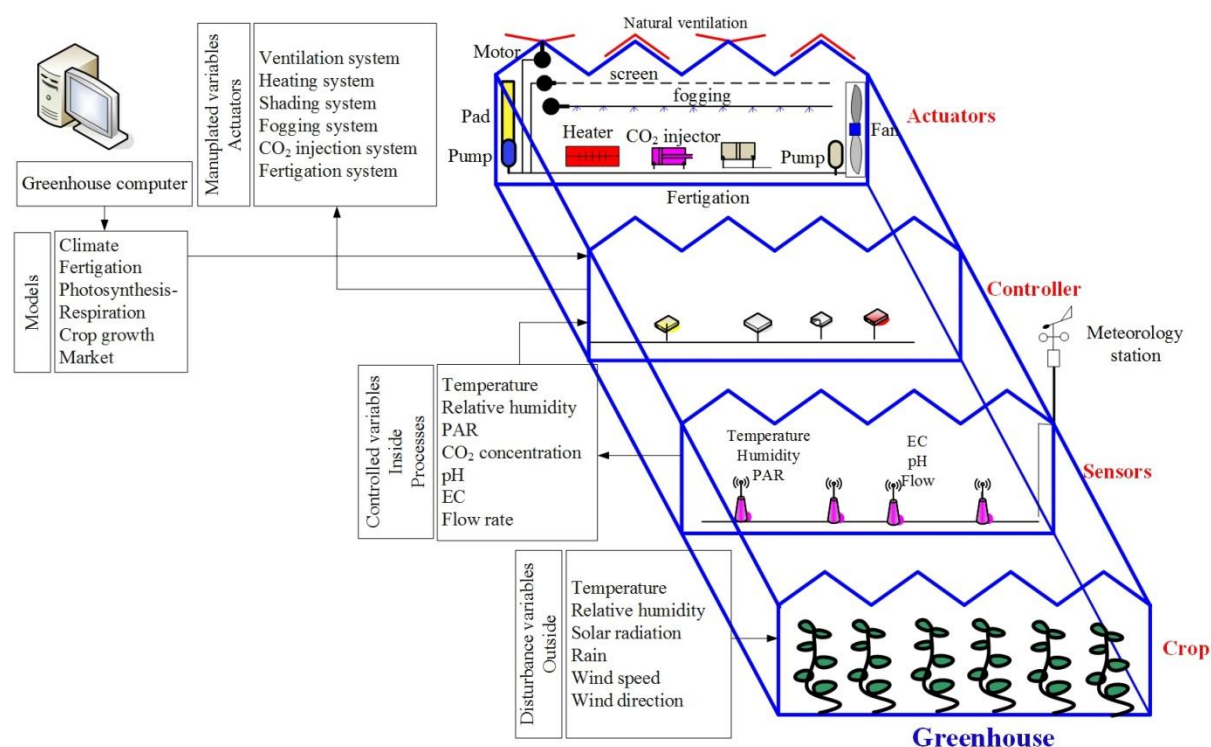 Manuplated variables
Actuators
Ventilation system
Heating system
Shading system
Fogging system
CO₂ injection system
Fertigation system
Greenhouse computer
Models
Climate
Fertigation
Photosynthesis-
Respiration
Crop growth
Market
Natural ventilation
Motor
screen
fogging
Pad
Heater
CO₂ injector
Fan
Pump
Pump
Fertigation
Actuators
Controller
Meteorology
station
Controlled variables
Inside
Processes
Temperature
Relative humidity
PAR
CO₂ concentration
pH
EC
Flow rate
Temperature
Humidity
PAR
EC
pH
Flow
Sensors
Disturbance variables
Outside
Temperature
Relative humidity
Solar radiation
Rain
Wind speed
Wind direction
Crop
Greenhouse